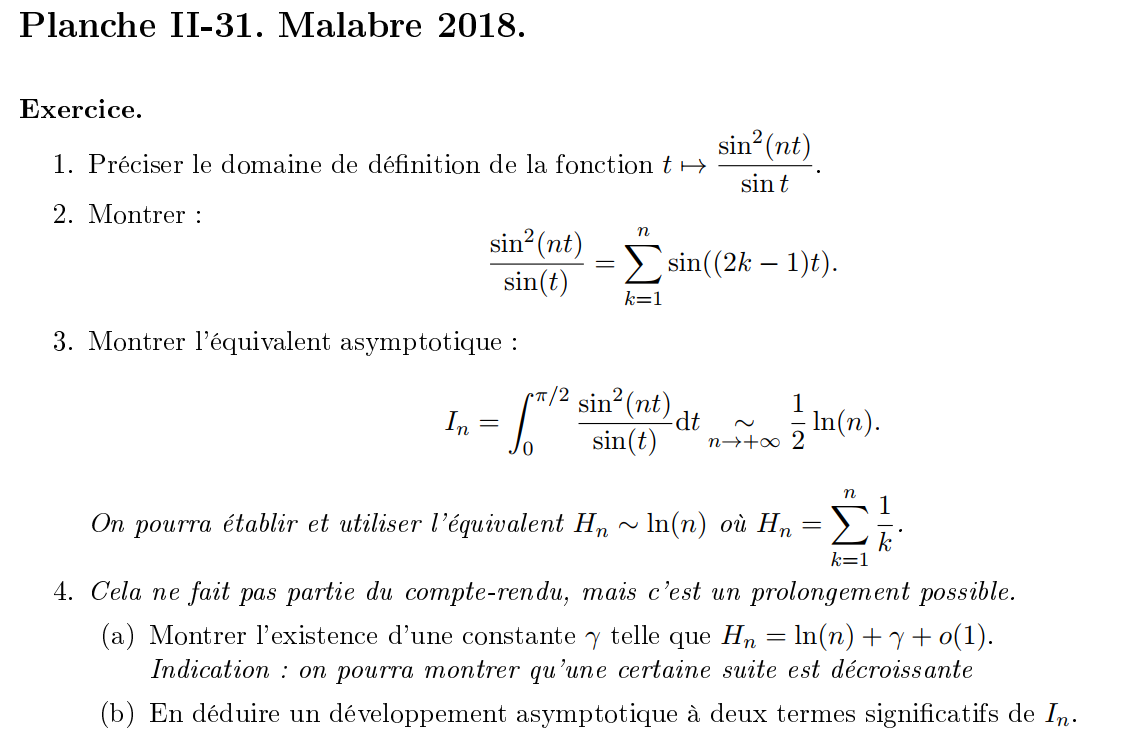 Planche II-31. Malabre 2018.
Exercice.
1. Préciser le domaine de définition de la fonction $t \mapsto \frac{\sin^2(nt)}{\sin t}$.
2. Montrer :
$\frac{\sin^2(nt)}{\sin(t)} = \sum_{k=1}^{n} \sin((2k-1)t).$
3. Montrer l'équivalent asymptotique :
$I_n = \int_0^{\pi/2} \frac{\sin^2(nt)}{\sin(t)} \mathrm{d}t \underset{n \to +\infty}{\sim} \frac{1}{2} \ln(n).$
On pourra établir et utiliser l'équivalent $H_n \sim \ln(n)$ où $H_n = \sum_{k=1}^{n} \frac{1}{k}$.
4. Cela ne fait pas partie du compte-rendu, mais c'est un prolongement possible.
(a) Montrer l'existence d'une constante $\gamma$ telle que $H_n = \ln(n) + \gamma + o(1)$.
Indication : on pourra montrer qu'une certaine suite est décroissante
(b) En déduire un développement asymptotique à deux termes significatifs de $I_n$.